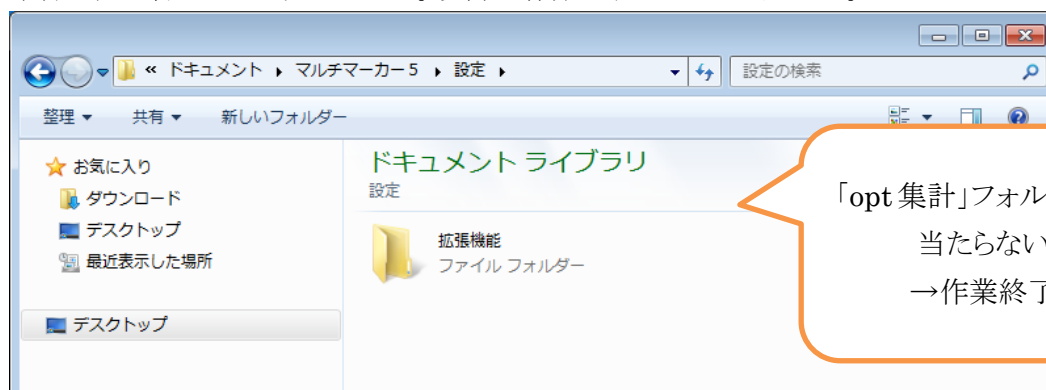 « ドキュメント ▸ マルチマーカー５ ▸ 設定 ▸
設定の検索
整理 ▼ 共有 ▼ 新しいフォルダー
お気に入り
ダウンロード
デスクトップ
最近表示した場所
デスクトップ
ドキュメント ライブラリ
設定
拡張機能
ファイル フォルダー
「opt 集計」フォル
当たらない
→作業終了